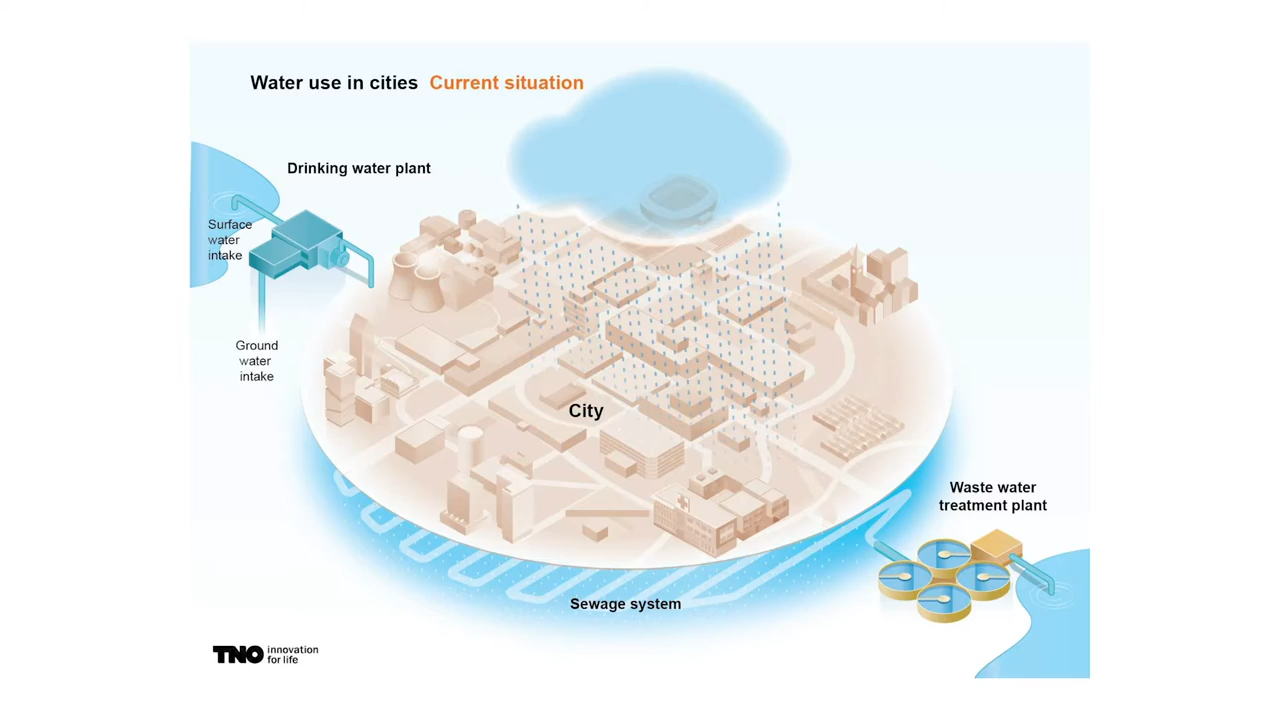 Water use in cities Current situation
Drinking water plant
Surface
water
intake
Ground
water
intake
City
Waste water
treatment plant
Sewage system
TNO innovation
for life